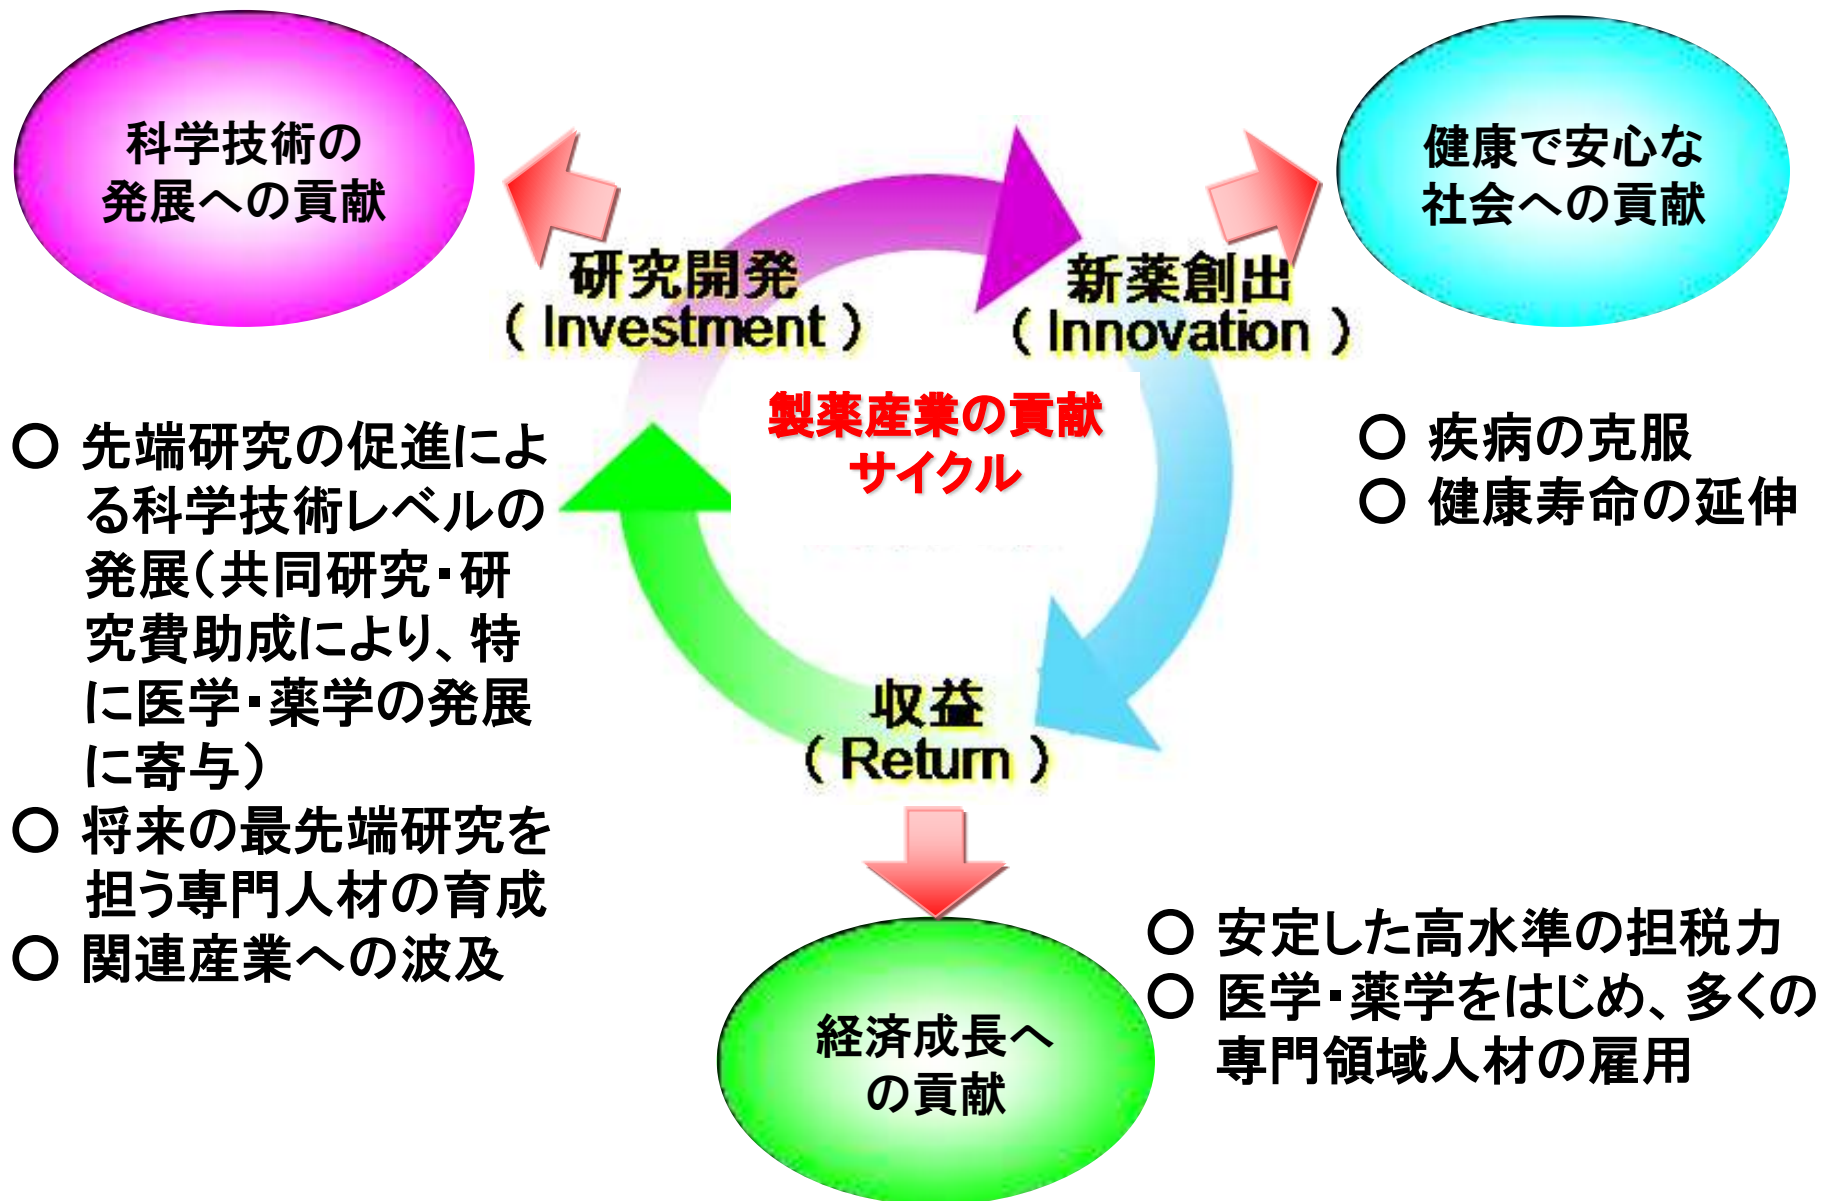 科学技術の
発展への貢献
健康で安心な
社会への貢献
研究開発
( Investment )
新薬創出
( Innovation )
製薬産業の貢献
サイクル
収益
( Return )
○ 先端研究の促進によ
る科学技術レベルの
発展(共同研究・研
究費助成により、特
に医学・薬学の発展
に寄与)
○ 将来の最先端研究を
担う専門人材の育成
○ 関連産業への波及
○ 疾病の克服
○ 健康寿命の延伸
経済成長へ
の貢献
○ 安定した高水準の担税力
○ 医学・薬学をはじめ、多くの
専門領域人材の雇用